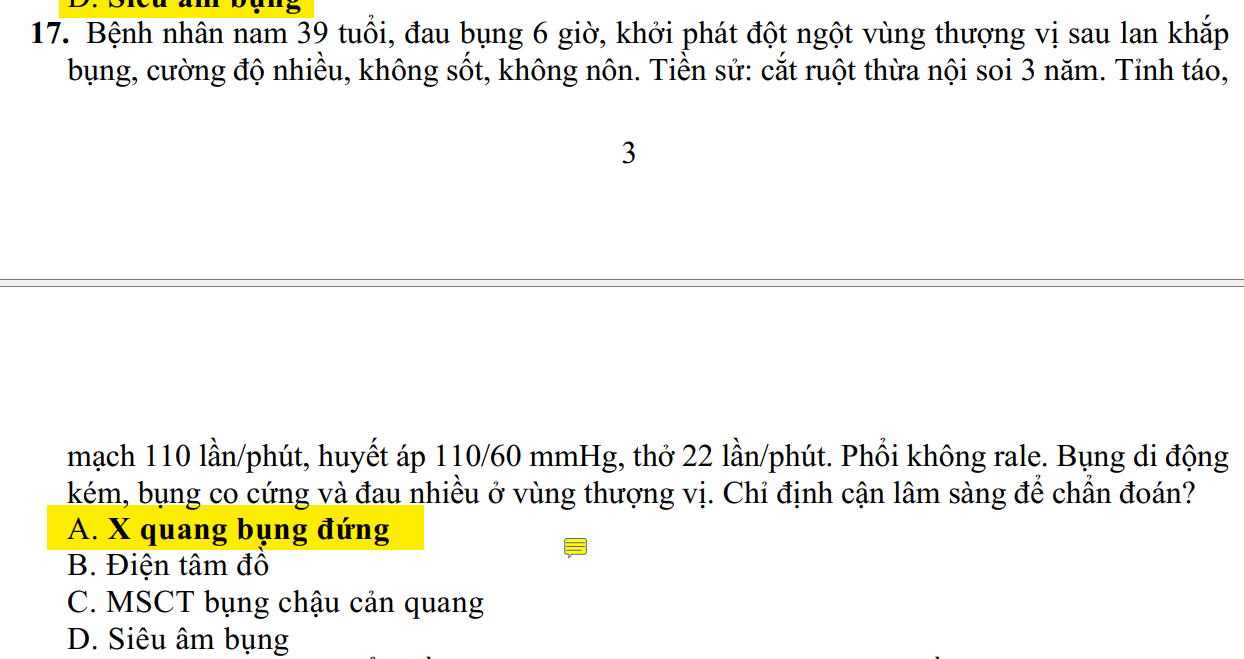 D. Siêu âm bụng
17. Bệnh nhân nam 39 tuổi, đau bụng 6 giờ, khởi phát đột ngột vùng thượng vị sau lan khắp
bụng, cường độ nhiều, không sốt, không nôn. Tiền sử: cắt ruột thừa nội soi 3 năm. Tỉnh táo,
3
mạch 110 lần/phút, huyết áp 110/60 mmHg, thở 22 lần/phút. Phổi không rale. Bụng di động
kém, bụng co cứng và đau nhiều ở vùng thượng vị. Chỉ định cận lâm sàng để chẩn đoán?
A. X quang bụng đứng
B. Điện tâm đồ
C. MSCT bụng chậu cản quang
D. Siêu âm bụng